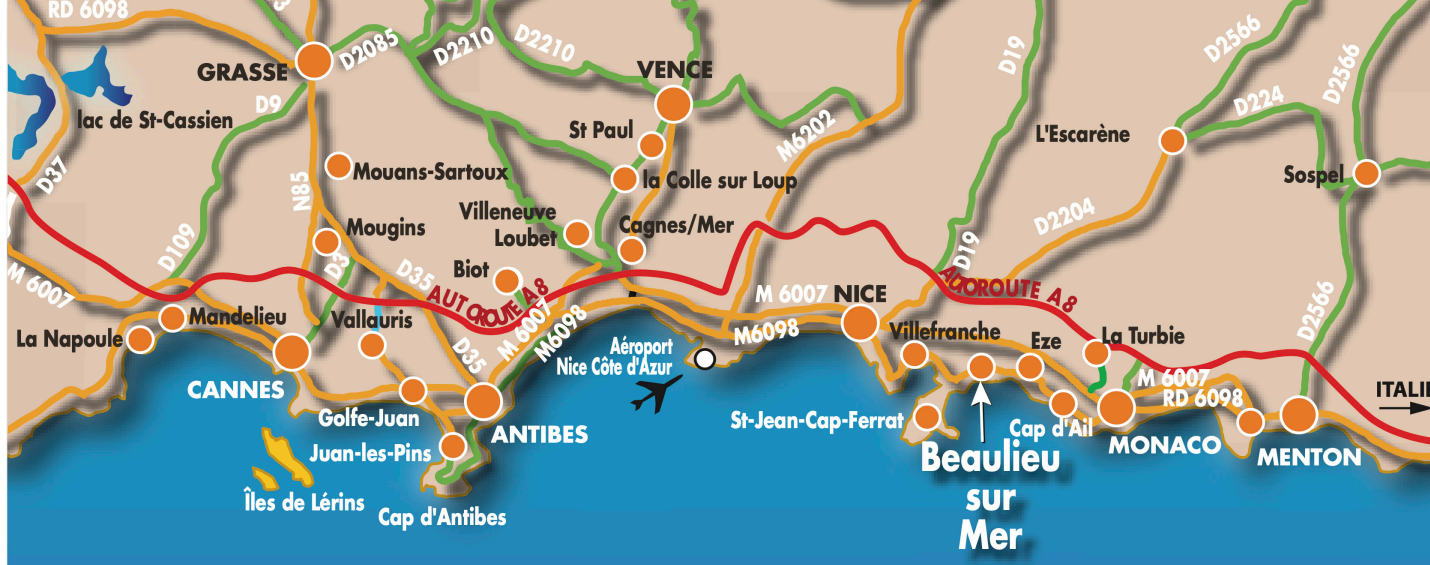 RD 6098
D2085
D2210
D2210
D19
D2566
D2566
GRASSE
VENCE
D9
D224
lac de St-Cassien
St Paul
M6202
L'Escarène
D37
Mouans-Sartoux
la Colle sur Loup
Sospel
N85
Villeneuve
Loubet
Cagnes/Mer
D2204
Mougins
D109
D3
D35
Biot
D19
M 6007
AUTOROUTE A8
AUTOROUTE A8
M 6007
NICE
D2566
La Napoule
Mandelieu
Vallauris
M 6007
M6098
M6098
Villefranche
Eze
La Turbie
D35
Aéroport
Nice Côte d'Azur
CANNES
M 6007
RD 6098
ITALIE
Golfe-Juan
ANTIBES
St-Jean-Cap-Ferrat
Cap d'Ail
MONACO
MENTON
Juan-les-Pins
Beaulieu
sur
Mer
Îles de Lérins
Cap d'Antibes